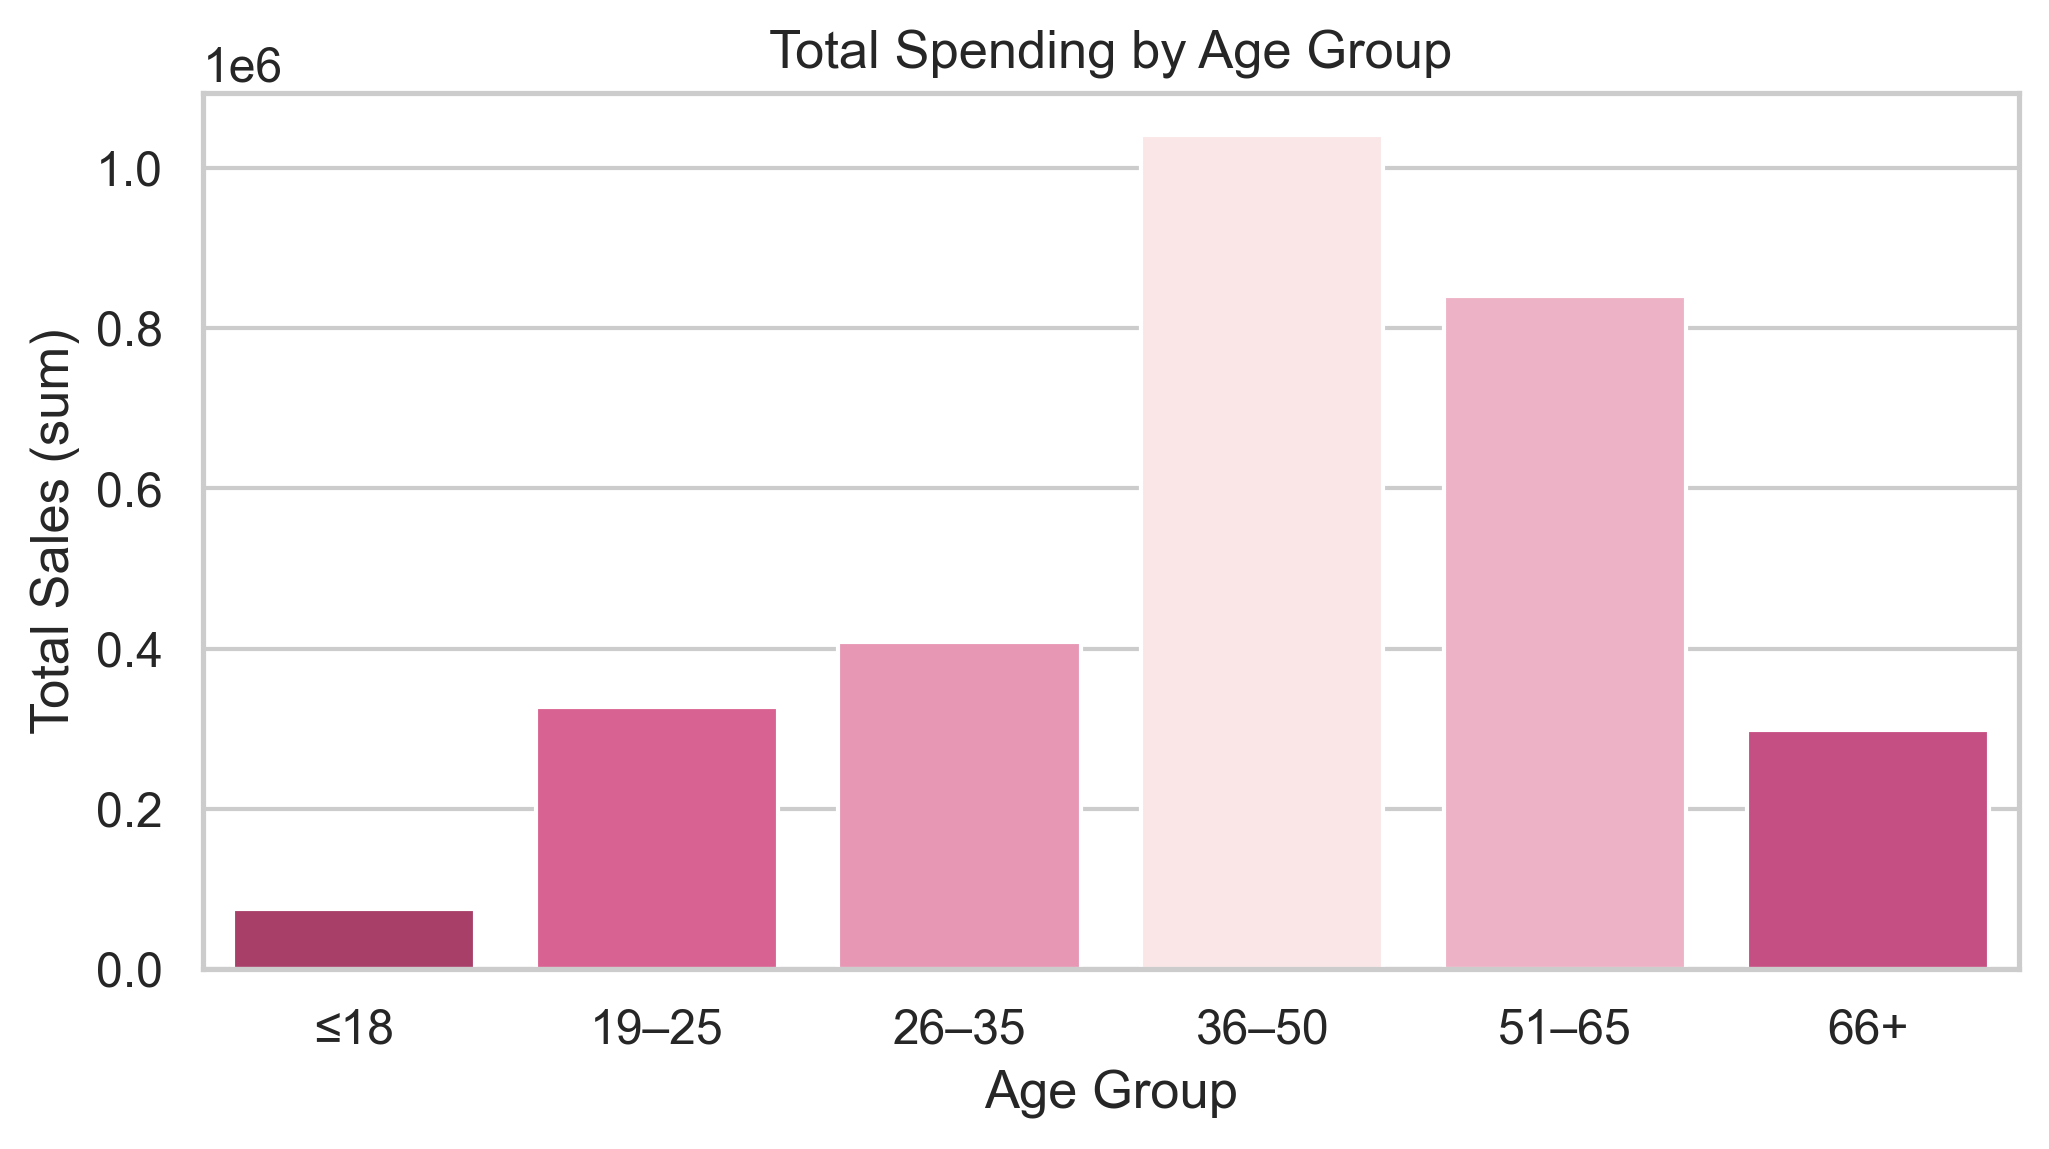 Total Spending by Age Group
1e6
1.0
0.8
0.6
0.4
0.2
0.0
Total Sales (sum)
≤18 19–25 26–35 36–50 51–65 66+
Age Group